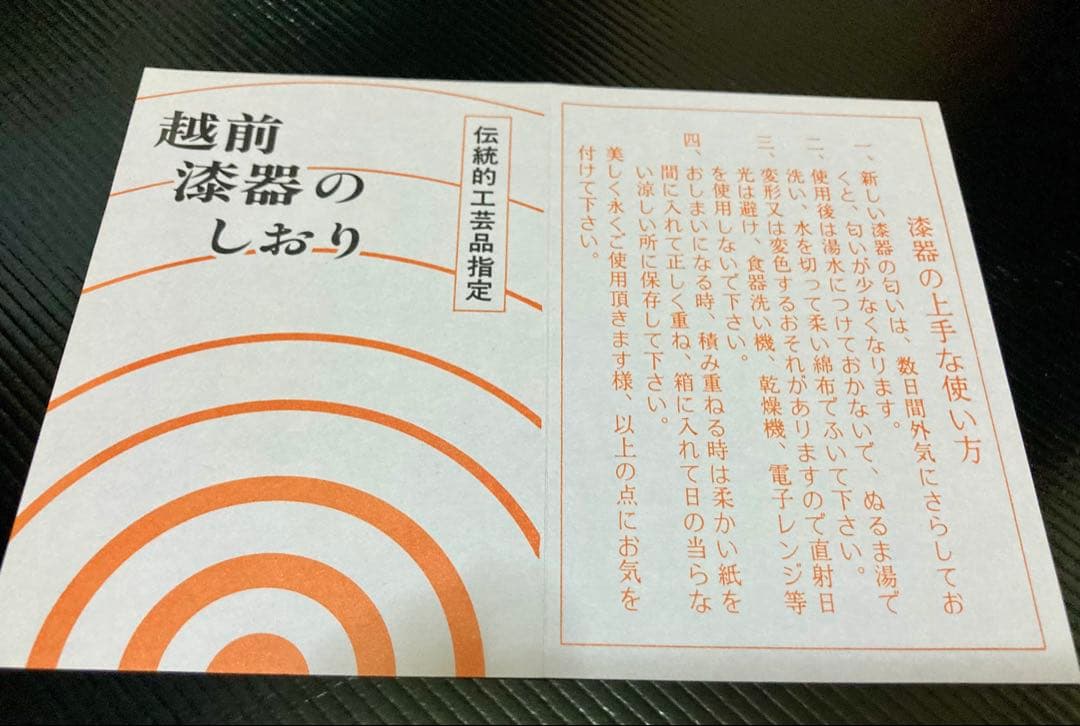 越前
漆器の
しおり
伝統的工芸品指定
漆器の上手な使い方
一、新しい漆器の匂いは、数日間外気にさらしてお
くと、匂いが少なくなります。
二、使用後は湯水につけておかないで、ぬるま湯で
洗い、水を切って柔い綿布でふいて下さい。
三、変形又は変色するおそれがありますので直射日
光は避け、食器洗い機、乾燥機、電子レンジ等
を使用しないで下さい。
四、おしまいになる時、積み重ねる時は柔かい紙を
間に入れて正しく重ね、箱に入れて日の当らな
い涼しい所に保存して下さい。
美しく永くご使用頂きます様、以上の点にお気を
付けて下さい。